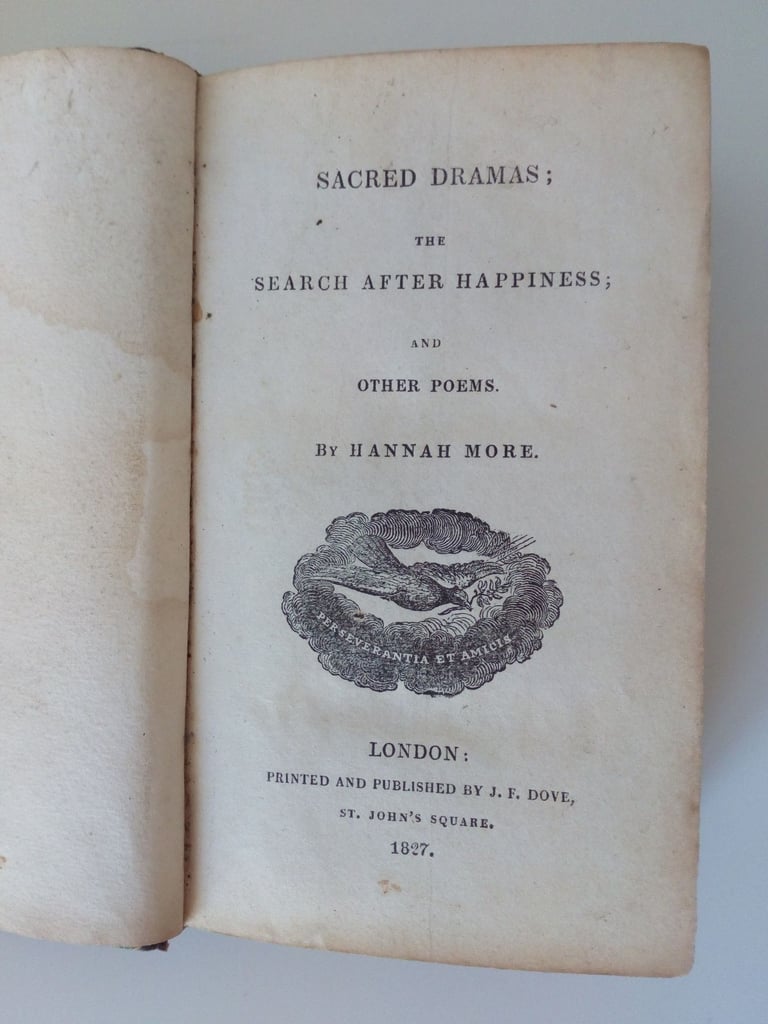 SACRED DRAMAS;
THE
SEARCH AFTER HAPPINESS;
AND
OTHER POEMS.
BY HANNAH MORE.
PERSEVERANTIA ET AMICIS
LONDON:
PRINTED AND PUBLISHED BY J. F. DOVE,
ST. JOHN'S SQUARE.
1827.